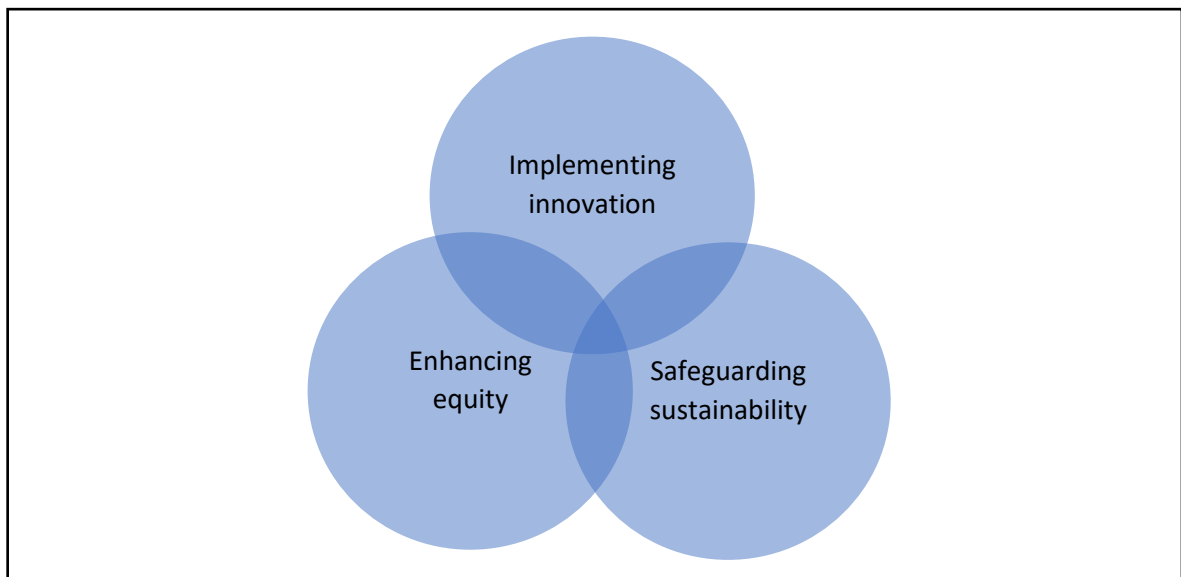 Implementing
innovation
Enhancing
equity
Safeguarding
sustainability